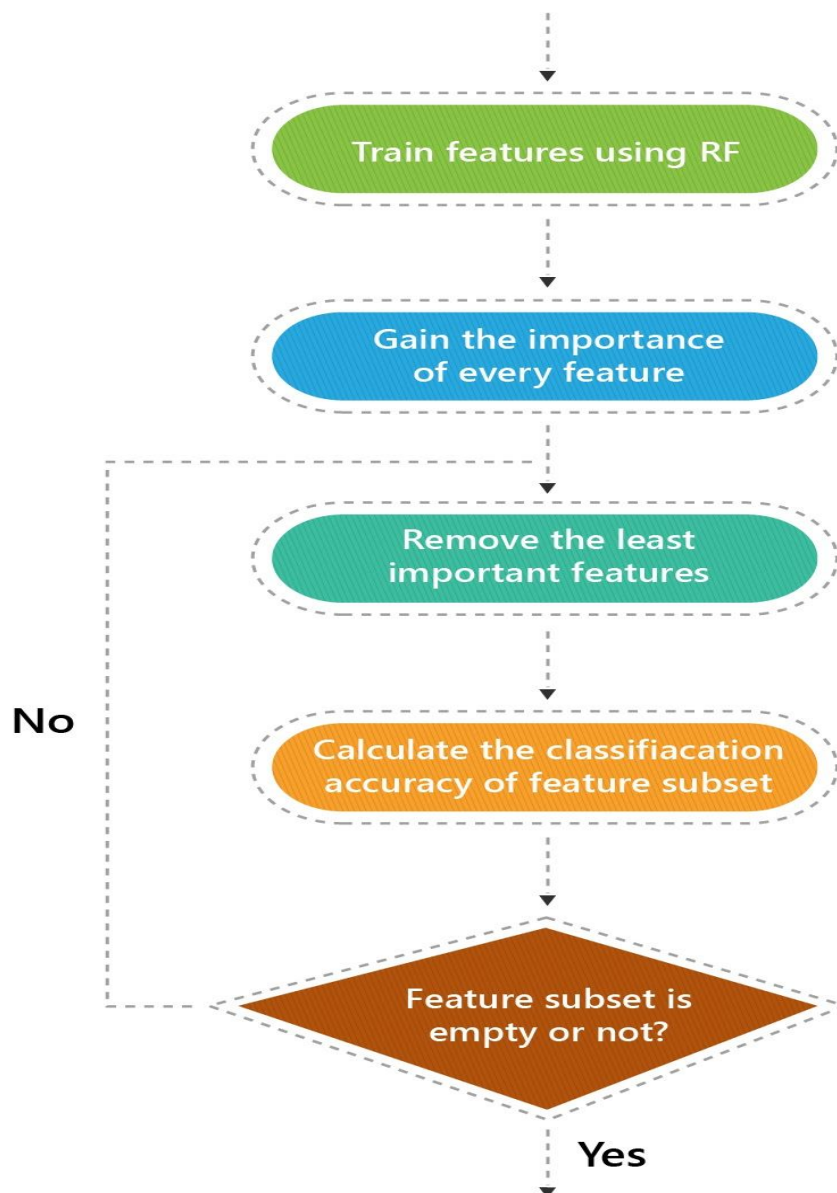 Train features using RF
Gain the importance
of every feature
Remove the least
important features
No
Calculate the classifiacation
accuracy of feature subset
Feature subset is
empty or not?
Yes